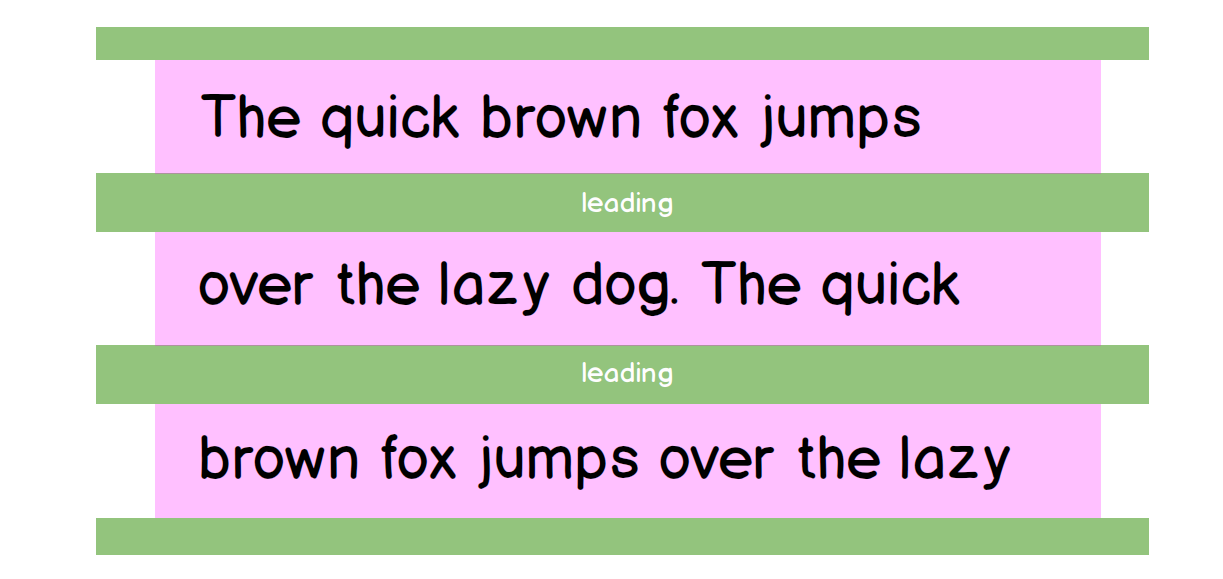 The quick brown fox jumps
leading
over the lazy dog. The quick
leading
brown fox jumps over the lazy